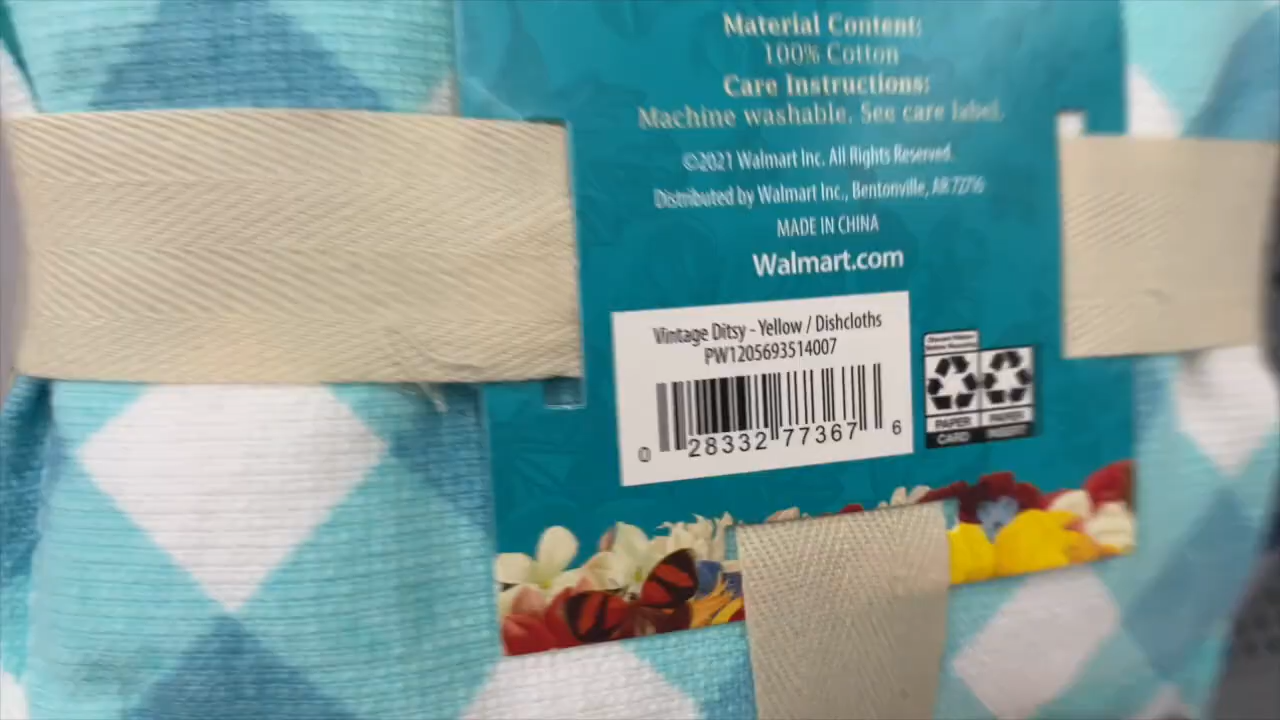 Material Content:
100% Cotton
Care Instructions:
Machine washable. See care label.
©2021 Walmart Inc. All Rights Reserved.
Distributed by Walmart Inc., Bentonville, AR 72716
MADE IN CHINA
Walmart.com
Vintage Ditsy - Yellow / Dishcloths
PW1205693514007
0 28332 77367 6
PAPER PAPER
CARD